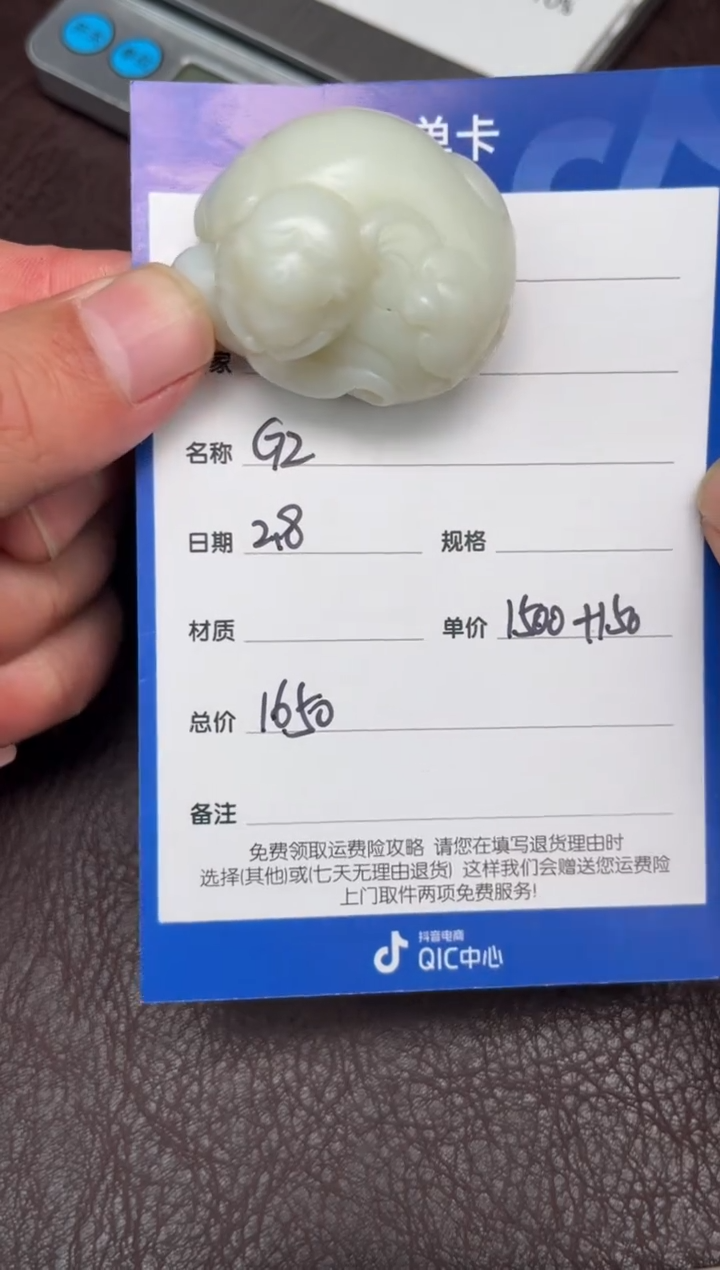 单卡
家
名称 G2
日期 2.8 规格
材质 单价 1500+150
总价 1650
备注
免费领取运费险攻略 请您在填写退货理由时
选择(其他)或(七天无理由退货) 这样我们会赠送您运费险
上门取件两项免费服务!
抖音电商
QIC中心